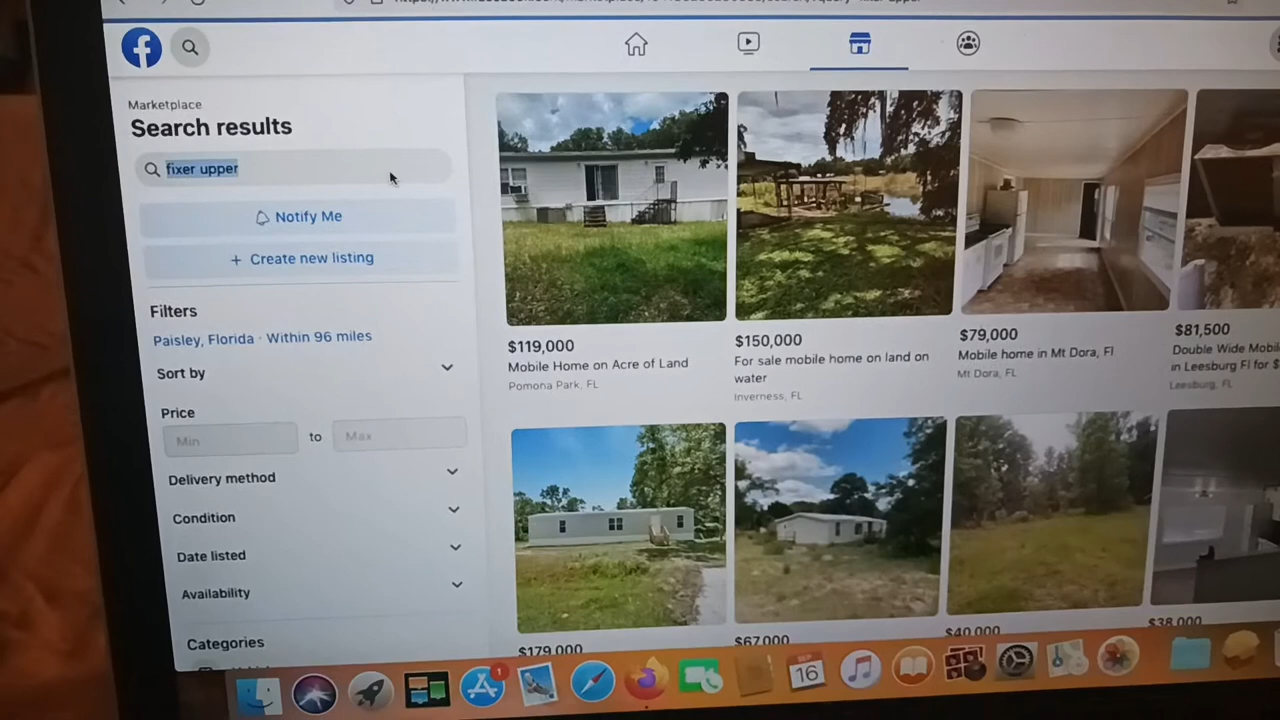 Marketplace
Search results
fixer upper
Notify Me
+ Create new listing
Filters
Paisley, Florida · Within 96 miles
Sort by
Price
Min to Max
Delivery method
Condition
Date listed
Availability
Categories
$119,000
Mobile Home on Acre of Land
Pomona Park, FL
$150,000
For sale mobile home on land on
water
Inverness, FL
$79,000
Mobile home in Mt Dora, Fl
Mt Dora, FL
$81,500
Double Wide Mobil
in Leesburg Fl for $
Leesburg, FL
$179,000
$67,000
$40,000
$38,000
1
SEP
16